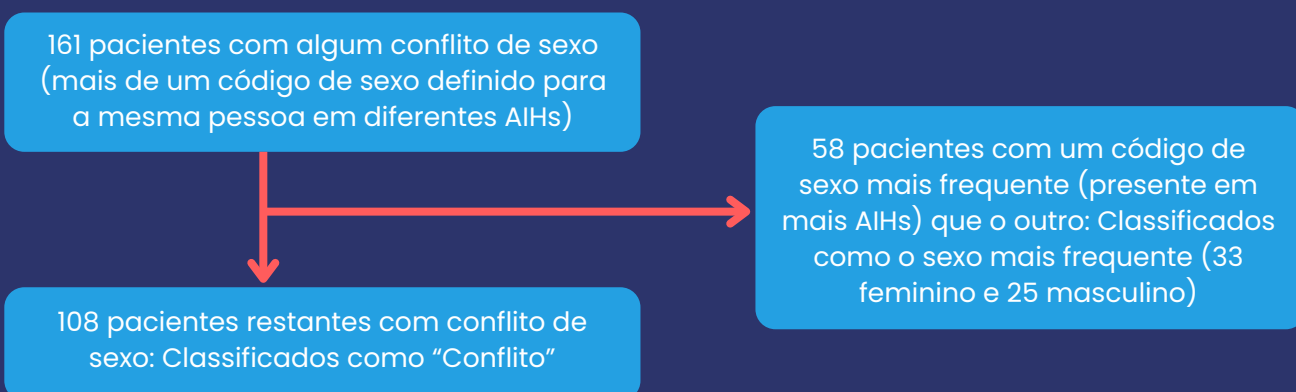 161 pacientes com algum conflito de sexo
(mais de um código de sexo definido para
a mesma pessoa em diferentes AIHs)
58 pacientes com um código de
sexo mais frequente (presente em
mais AIHs) que o outro: Classificados
como o sexo mais frequente (33
feminino e 25 masculino)
108 pacientes restantes com conflito de
sexo: Classificados como “Conflito”